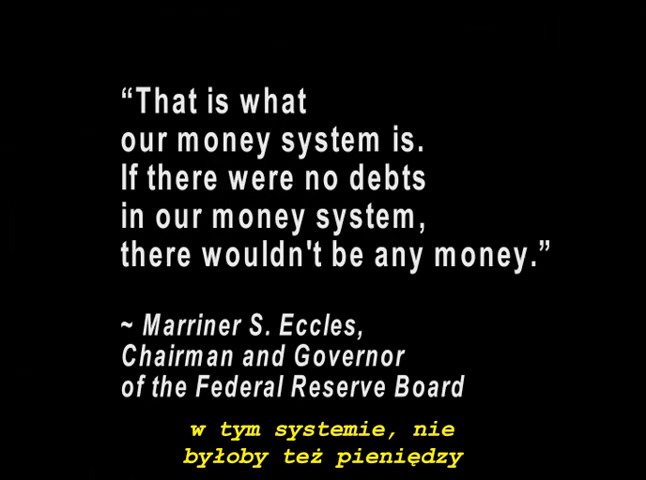 “That is what
our money system is.
If there were no debts
in our money system,
there wouldn't be any money.”
~ Marriner S. Eccles,
Chairman and Governor
of the Federal Reserve Board
w tym systemie, nie
byłoby też pieniędzy